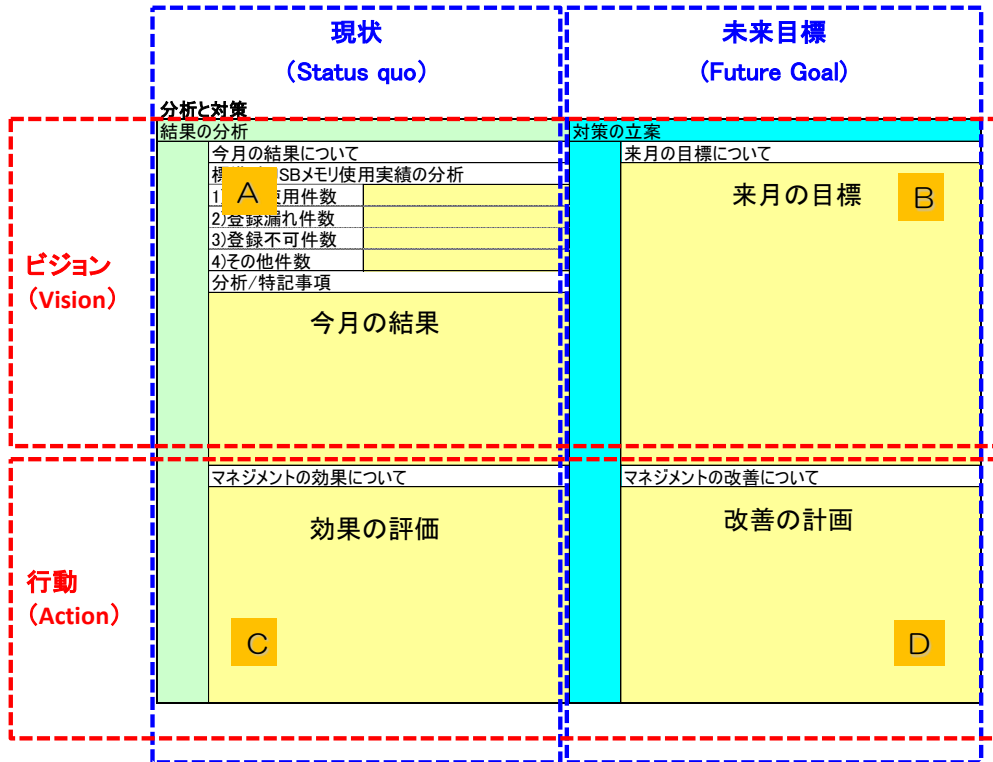 現状
(Status quo)
未来目標
(Future Goal)
分析と対策
結果の分析
対策の立案
今月の結果について
来月の目標について
SBメモリ使用実績の分析
A
1)
使用件数
2)登録漏れ件数
3)登録不可件数
4)その他件数
分析/特記事項
今月の結果
来月の目標
B
ビジョン
(Vision)
マネジメントの効果について
マネジメントの改善について
効果の評価
改善の計画
行動
(Action)
C
D